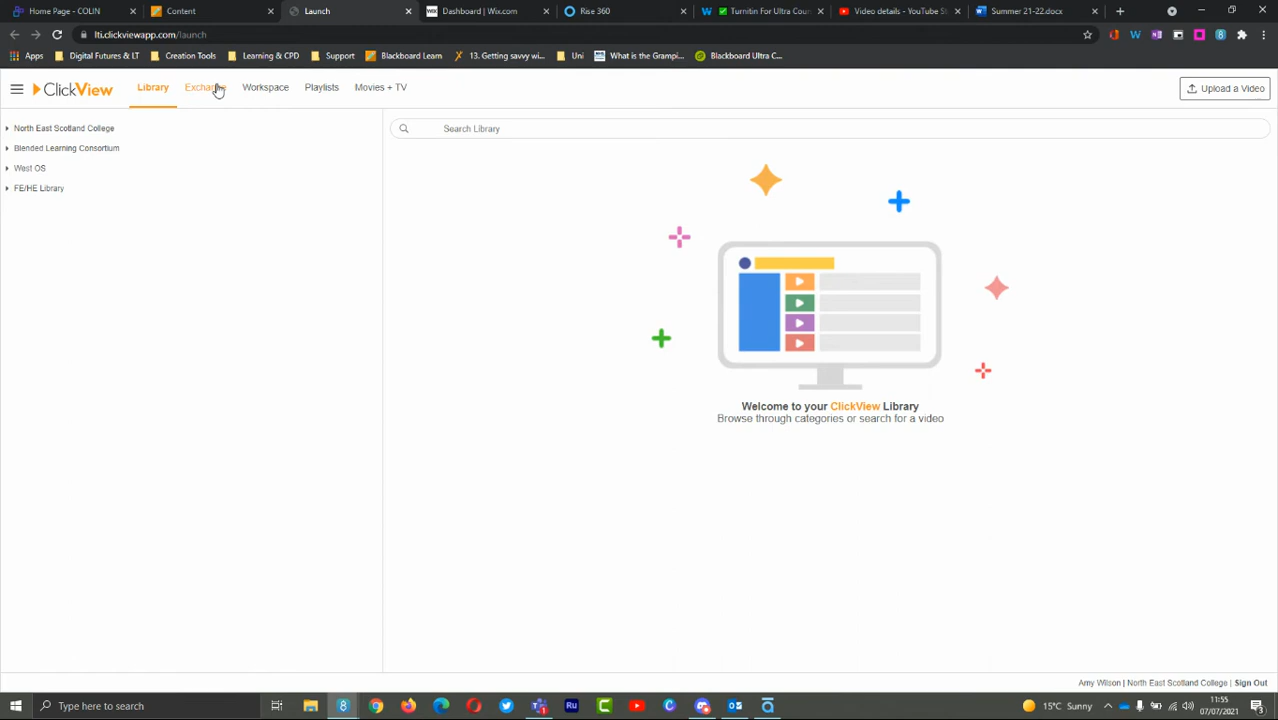 Home Page - COLIN
Content
Launch
Dashboard | Wix.com
Rise 360
Turnitin For Ultra Cour
Video details - YouTube St
Summer 21-22.docx
lti.clickviewapp.com/launch
Apps
Digital Futures & LT
Creation Tools
Learning & CPD
Support
Blackboard Learn
13. Getting savvy wi...
Uni
What is the Grampi...
Blackboard Ultra C...
ClickView
Library
Exchange
Workspace
Playlists
Movies + TV
Upload a Video
North East Scotland College
Blended Learning Consortium
West OS
FE/HE Library
Search Library
Welcome to your ClickView Library
Browse through categories or search for a video
Amy Wilson | North East Scotland College | Sign Out
Type here to search
15°C Sunny
11:55
07/07/2021